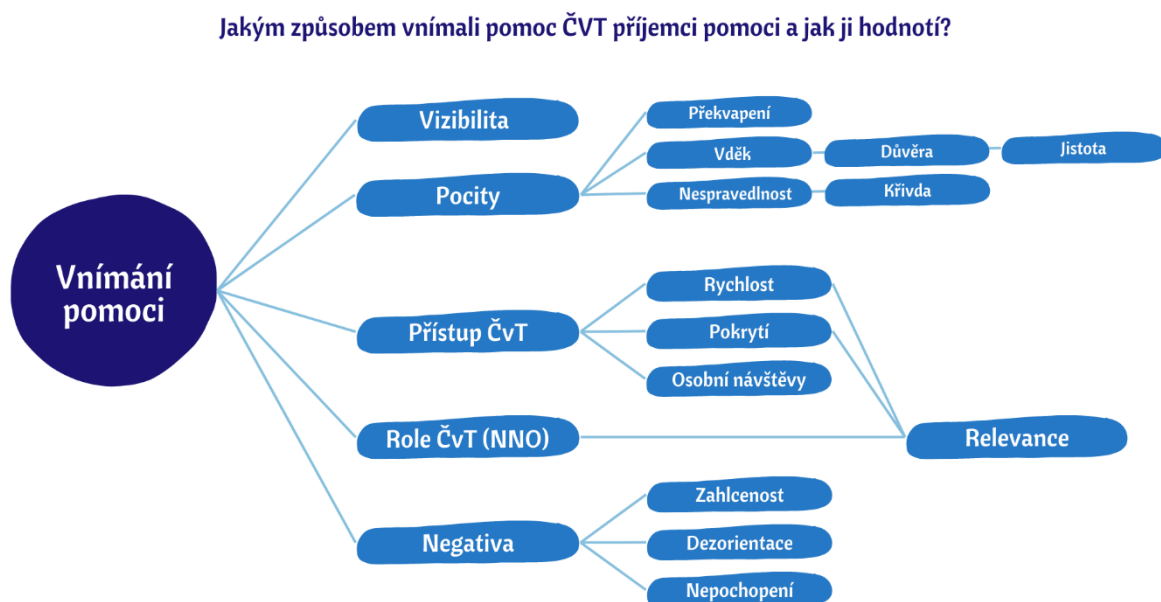 Jakým způsobem vnímali pomoc ČVT příjemci pomoci a jak ji hodnotí?
Vnímání
pomoci
Vizibilita
Pocity
Překvapení
Vděk
Důvěra
Jistota
Nespravedlnost
Křivda
Přístup ČvT
Rychlost
Pokrytí
Osobní návštěvy
Role ČvT (NNO)
Relevance
Negativa
Zahlcenost
Dezorientace
Nepochopení